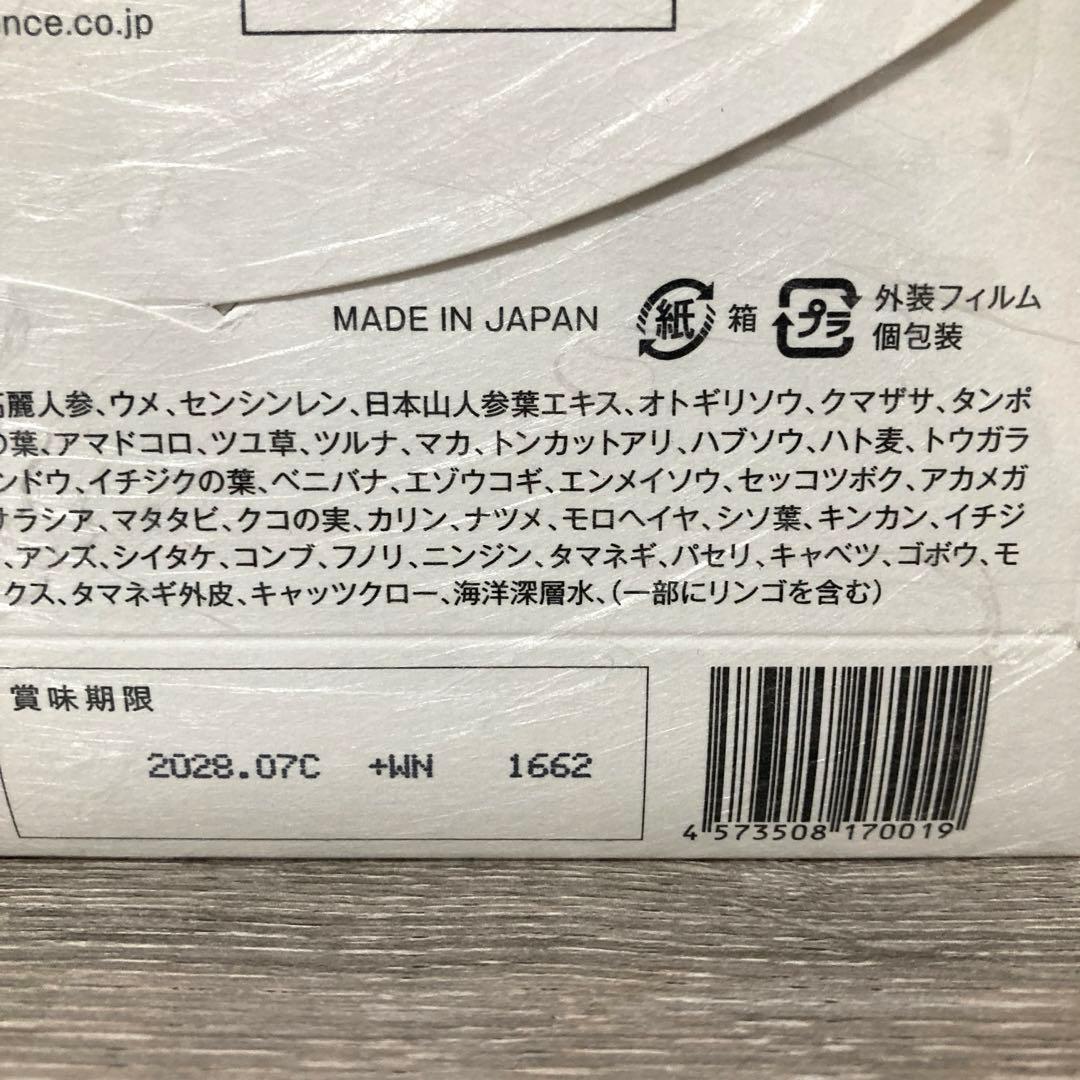 nce.co.jp
MADE IN JAPAN 紙 箱 プラ 外装フィルム
個包装
高麗人参、ウメ、センシンレン、日本山人参葉エキス、オトギリソウ、クマザサ、タンポ
の葉、アマドコロ、ツユ草、ツルナ、マカ、トンカットアリ、ハブソウ、ハト麦、トウガラ
ンドウ、イチジクの葉、ベニバナ、エゾウコギ、エンメイソウ、セッコツボク、アカメガ
サラシア、マタタビ、クコの実、カリン、ナツメ、モロヘイヤ、シソ葉、キンカン、イチジ
、アンズ、シイタケ、コンブ、フノリ、ニンジン、タマネギ、パセリ、キャベツ、ゴボウ、モ
クス、タマネギ外皮、キャッツクロー、海洋深層水、（一部にリンゴを含む）
賞味期限
2028.07C +WN 1662
4 573508 170019